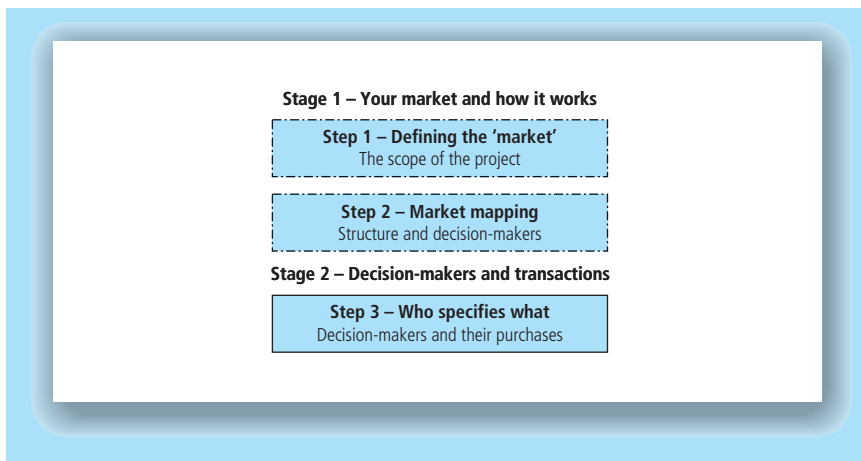 Stage 1 – Your market and how it works
Step 1 – Defining the ‘market’
The scope of the project
Step 2 – Market mapping
Structure and decision-makers
Stage 2 – Decision-makers and transactions
Step 3 – Who specifies what
Decision-makers and their purchases